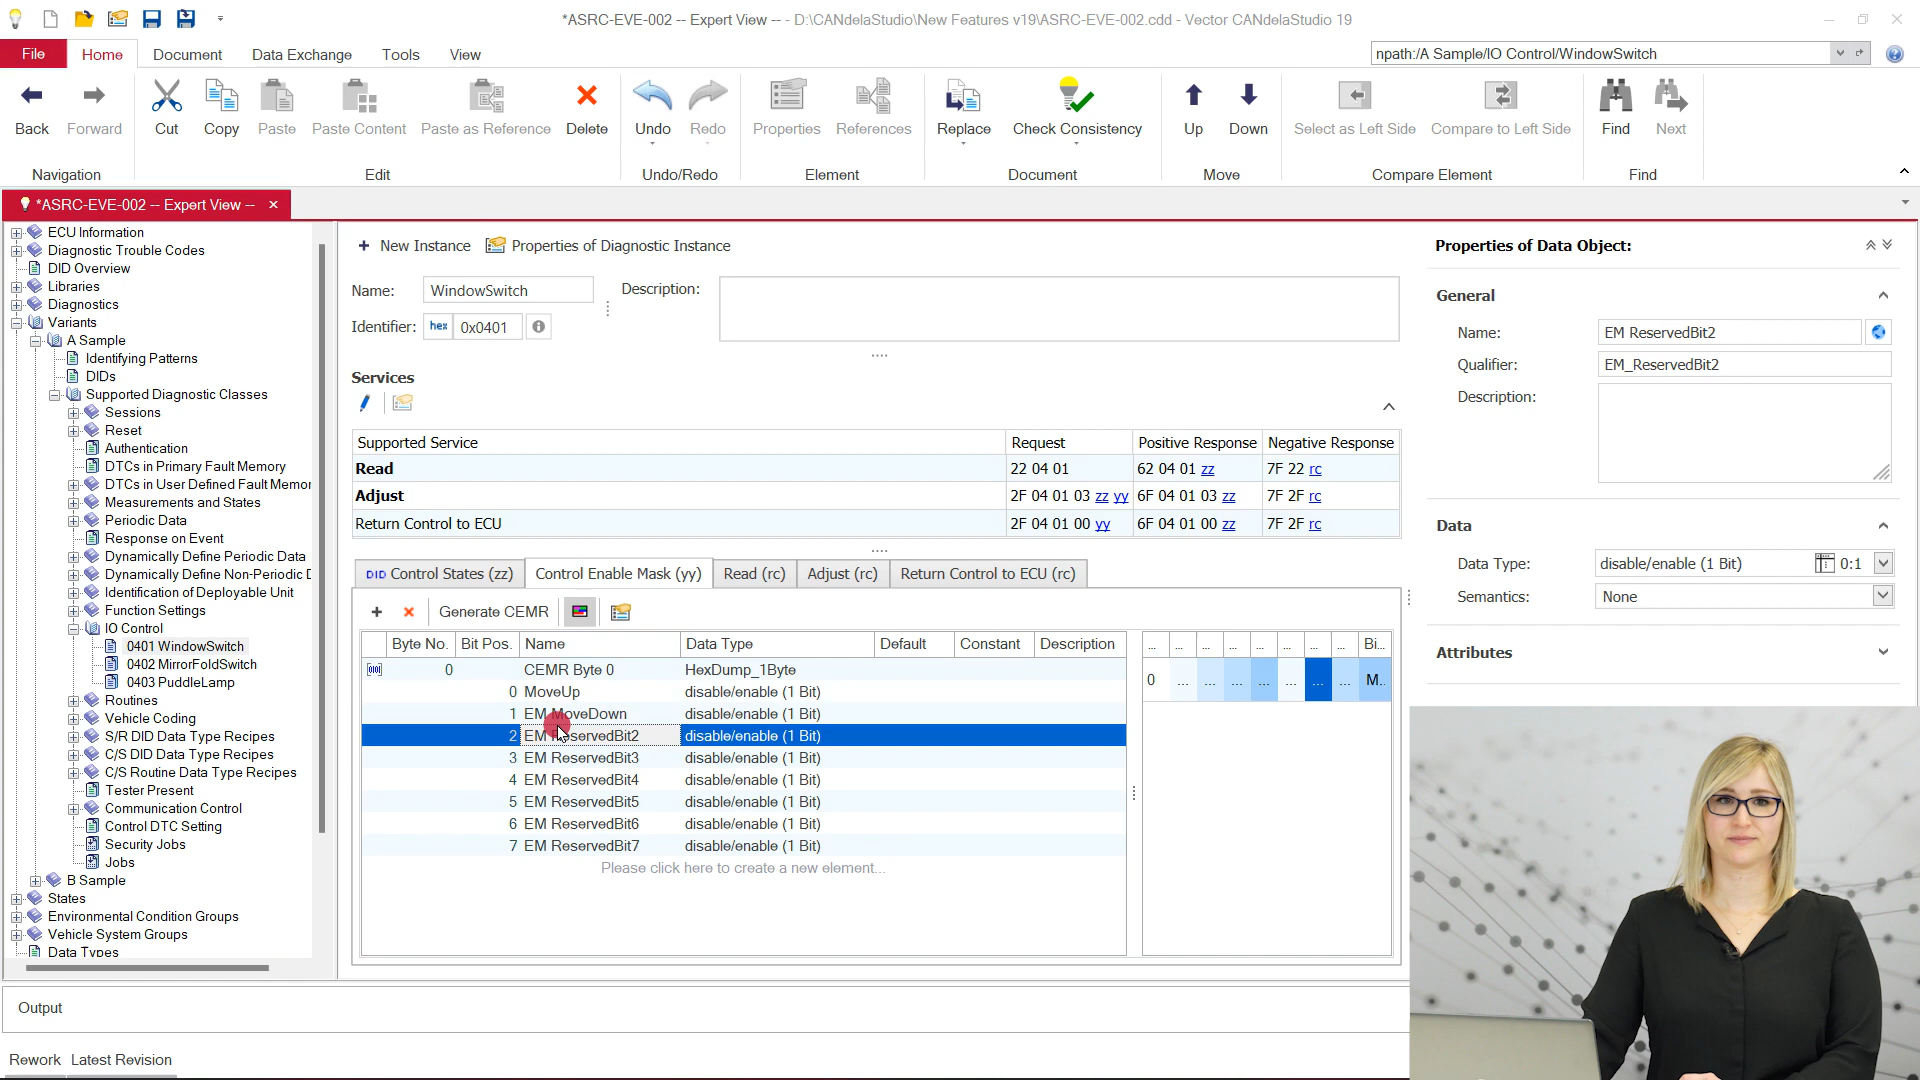 *ASRC-EVE-002 -- Expert View -- - D:\CANdelaStudio\New Features v19\ASRC-EVE-002.cdd - Vector CANdelaStudio 19
File Home Document Data Exchange Tools View
npath:/A Sample/IO Control/WindowSwitch
Back Forward Cut Copy Paste Paste Content Paste as Reference Delete Undo Redo Properties References Replace Check Consistency Up Down Select as Left Side Compare to Left Side Find Next
Navigation Edit Undo/Redo Element Document Move Compare Element Find
*ASRC-EVE-002 -- Expert View --
ECU Information
Diagnostic Trouble Codes
DID Overview
Libraries
Diagnostics
Variants
A Sample
Identifying Patterns
DIDs
Supported Diagnostic Classes
Sessions
Reset
Authentication
DTCs in Primary Fault Memory
DTCs in User Defined Fault Memor
Measurements and States
Periodic Data
Response on Event
Dynamically Define Periodic Data
Dynamically Define Non-Periodic
Identification of Deployable Unit
Function Settings
IO Control
0401 WindowSwitch
0402 MirrorFoldSwitch
0403 PuddleLamp
Routines
Vehicle Coding
S/R DID Data Type Recipes
C/S DID Data Type Recipes
C/S Routine Data Type Recipes
Tester Present
Communication Control
Control DTC Setting
Security Jobs
Jobs
B Sample
States
Environmental Condition Groups
Vehicle System Groups
Data Types
New Instance Properties of Diagnostic Instance
Name: WindowSwitch Description:
Identifier: hex 0x0401
Services
Supported Service Request Positive Response Negative Response
Read 22 04 01 62 04 01 zz 7F 22 rc
Adjust 2F 04 01 03 zz yy 6F 04 01 03 zz 7F 2F rc
Return Control to ECU 2F 04 01 00 yy 6F 04 01 00 zz 7F 2F rc
DID Control States (zz) Control Enable Mask (yy) Read (rc) Adjust (rc) Return Control to ECU (rc)
Generate CEMR
Byte No. Bit Pos. Name Data Type Default Constant Description
0 CEMR Byte 0 HexDump_1Byte
0 MoveUp disable/enable (1 Bit)
1 EM MoveDown disable/enable (1 Bit)
2 EM ReservedBit2 disable/enable (1 Bit)
3 EM ReservedBit3 disable/enable (1 Bit)
4 EM ReservedBit4 disable/enable (1 Bit)
5 EM ReservedBit5 disable/enable (1 Bit)
6 EM ReservedBit6 disable/enable (1 Bit)
7 EM ReservedBit7 disable/enable (1 Bit)
Please click here to create a new element...
... ... ... ... ... ... ... ... Bi...
0 ... ... ... ... ... ... ... M..
Properties of Data Object:
General
Name: EM ReservedBit2
Qualifier: EM_ReservedBit2
Description:
Data
Data Type: disable/enable (1 Bit) 0:1
Semantics: None
Attributes
Output
Rework Latest Revision